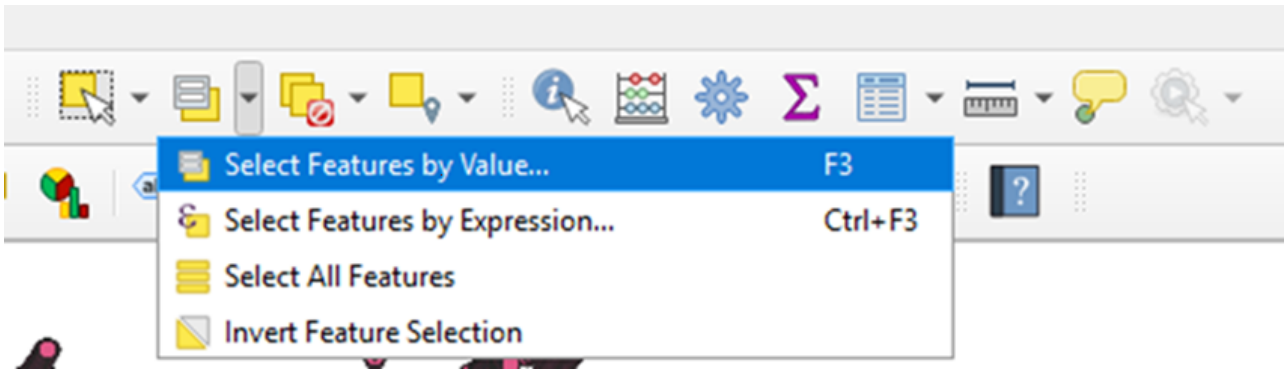 Select Features by Value... F3
Select Features by Expression... Ctrl+F3
Select All Features
Invert Feature Selection